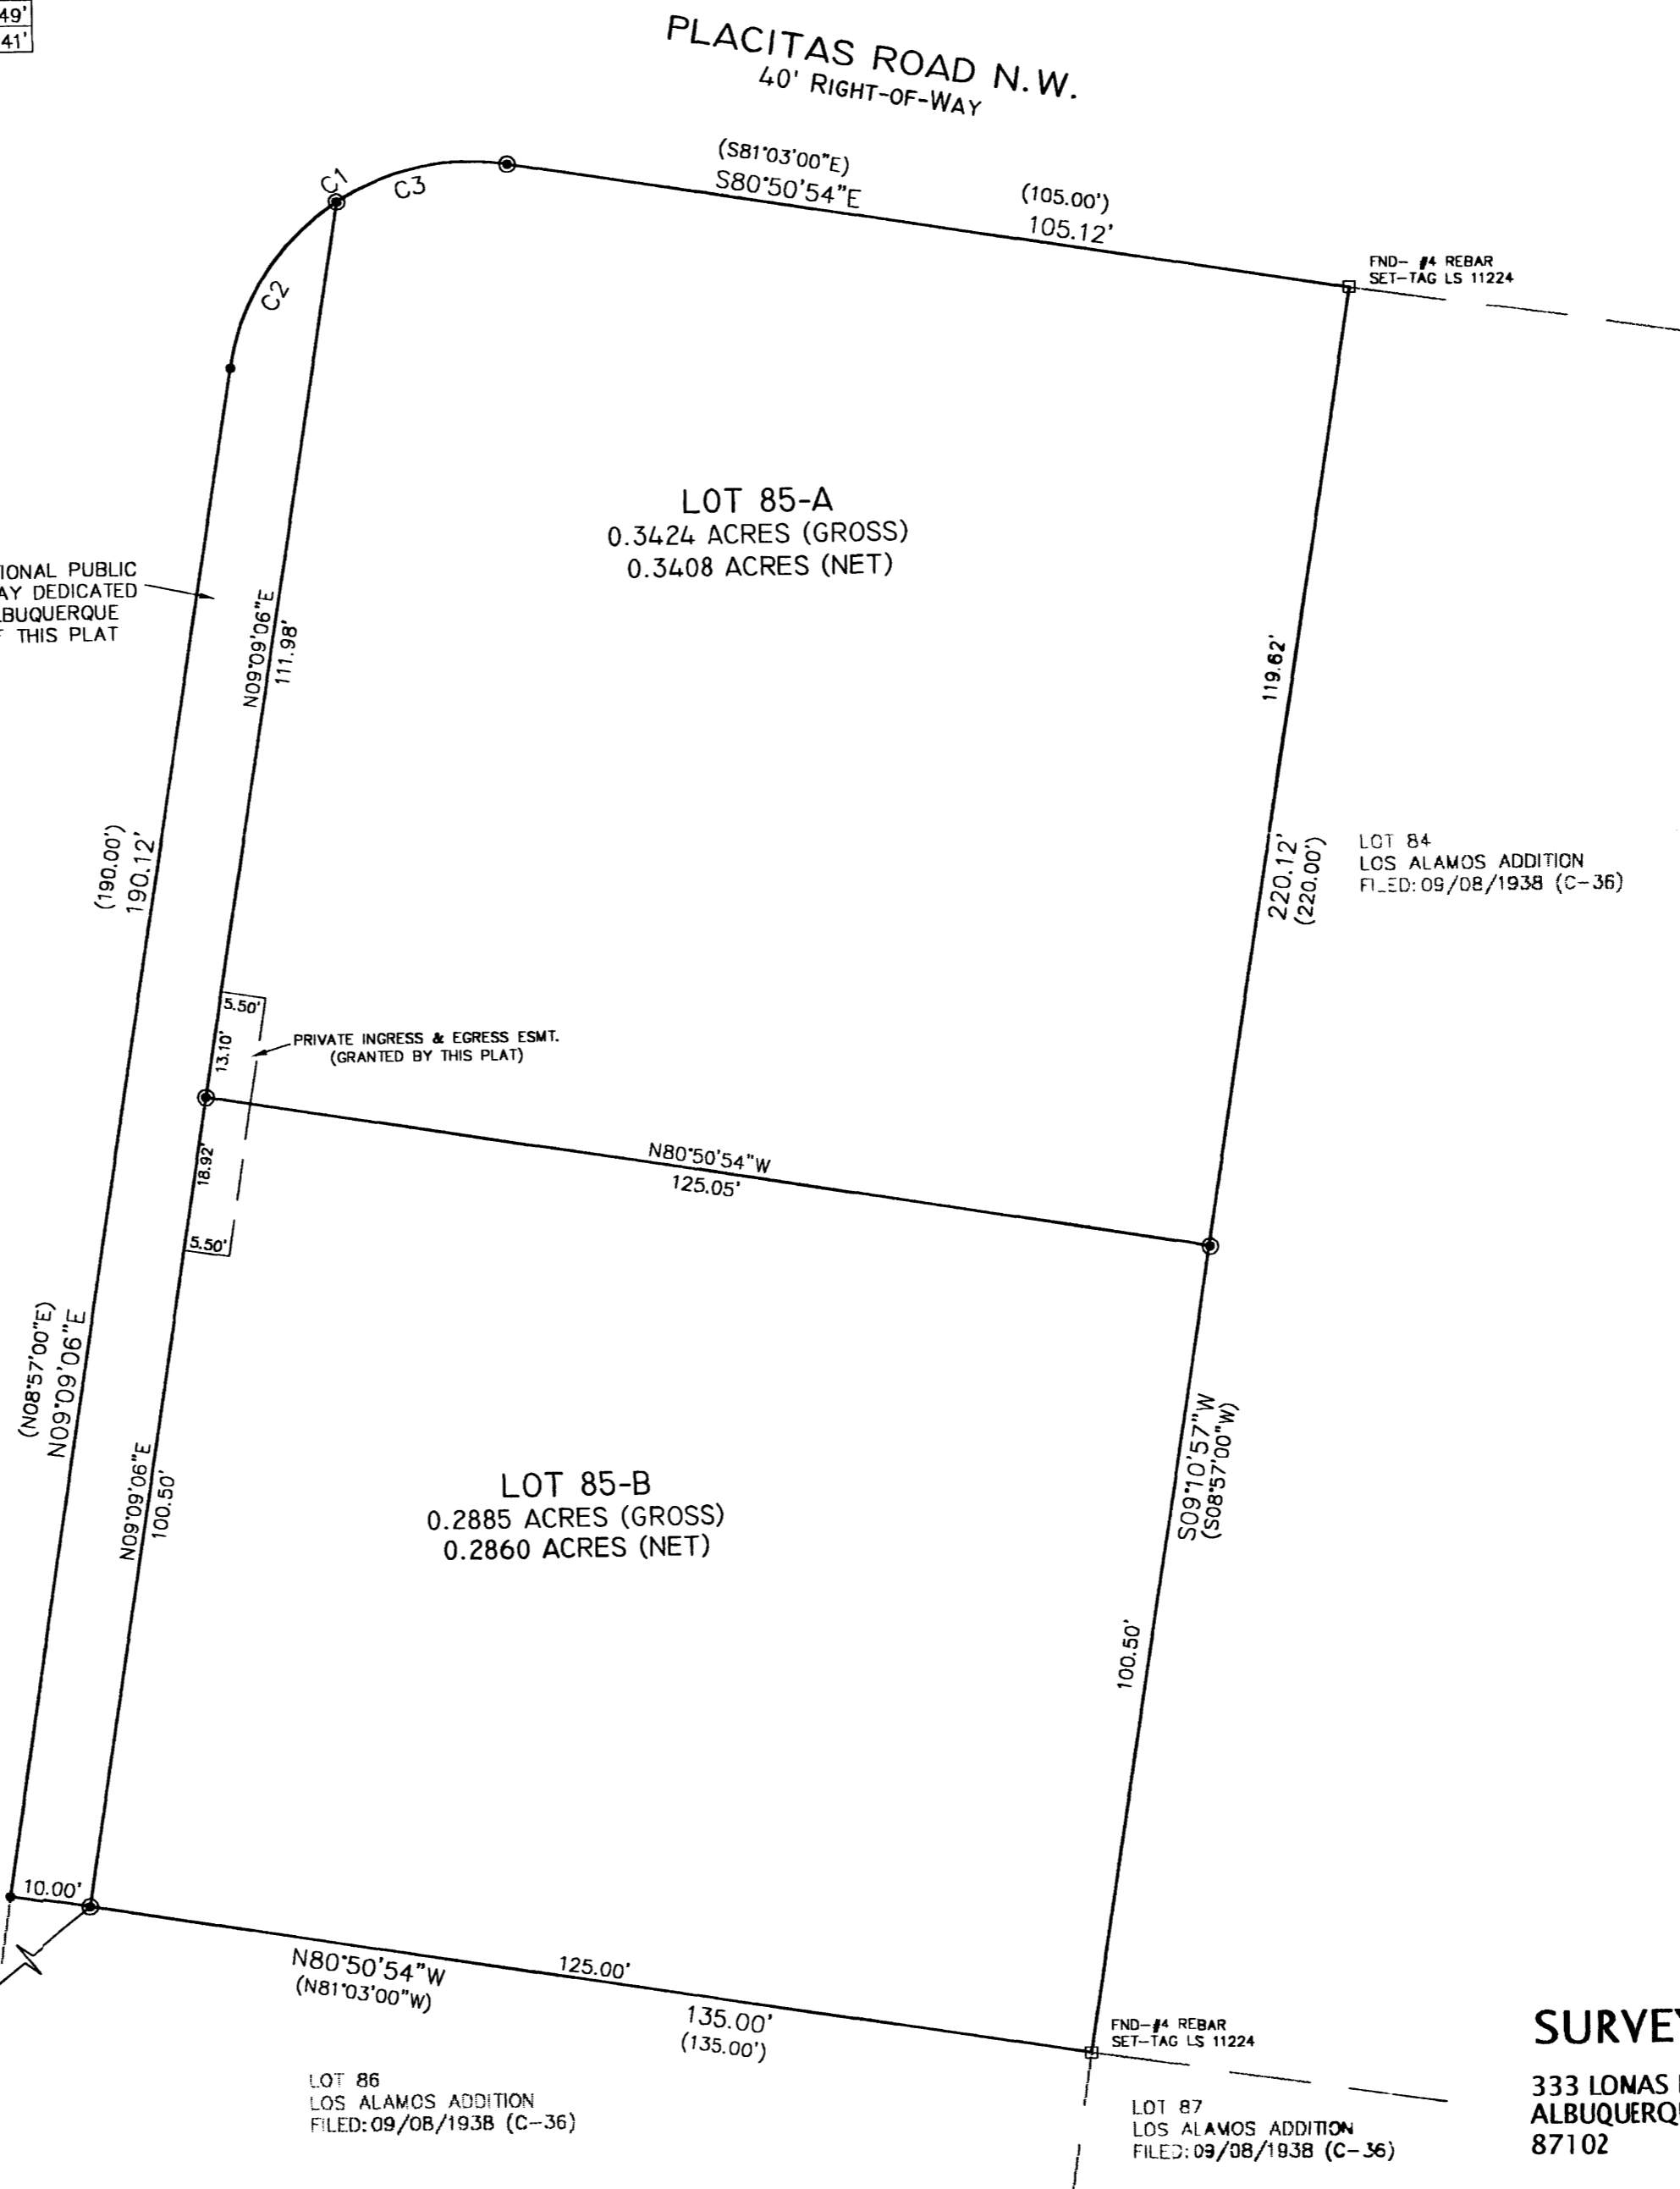 49'
41'
PLACITAS ROAD N.W.
40' RIGHT-OF-WAY
(S81°03'00"E)
S80°50'54"E
(105.00')
105.12'
C1
C3
C2
FND- #4 REBAR
SET-TAG LS 11224
LOT 85-A
0.3424 ACRES (GROSS)
0.3408 ACRES (NET)
PUBLIC
DEDICATED
THIS PLAT
N09°09'06"E
111.98'
119.62'
(190.00')
190.12'
220.12'
(220.00')
LOT 84
LOS ALAMOS ADDITION
FILED: 09/08/1938 (C-36)
5.50'
13.10'
PRIVATE INGRESS & EGRESS ESMT.
(GRANTED BY THIS PLAT)
18.92'
5.50'
N80°50'54"W
125.05'
(N08°57'00"E)
N09°09'06"E
N09°09'06"E
100.50'
LOT 85-B
0.2885 ACRES (GROSS)
0.2860 ACRES (NET)
S09°10'57"W
(S08°57'00"W)
100.50'
10.00'
N80°50'54"W
(N81°03'00"W)
125.00'
135.00'
(135.00')
FND-#4 REBAR
SET-TAG LS 11224
LOT 86
LOS ALAMOS ADDITION
FILED: 09/08/1938 (C-36)
LOT 87
LOS ALAMOS ADDITION
FILED: 09/08/1938 (C-36)
333 LOMAS
87102